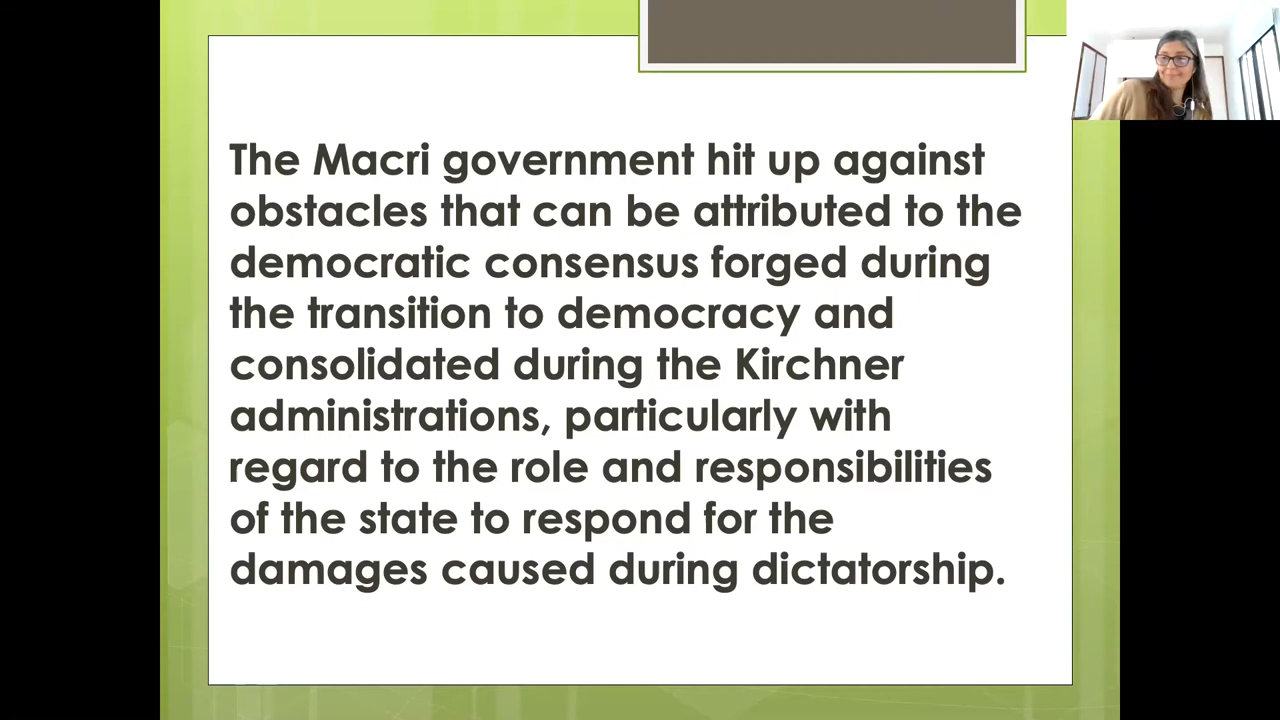 The Macri government hit up against
obstacles that can be attributed to the
democratic consensus forged during
the transition to democracy and
consolidated during the Kirchner
administrations, particularly with
regard to the role and responsibilities
of the state to respond for the
damages caused during dictatorship.